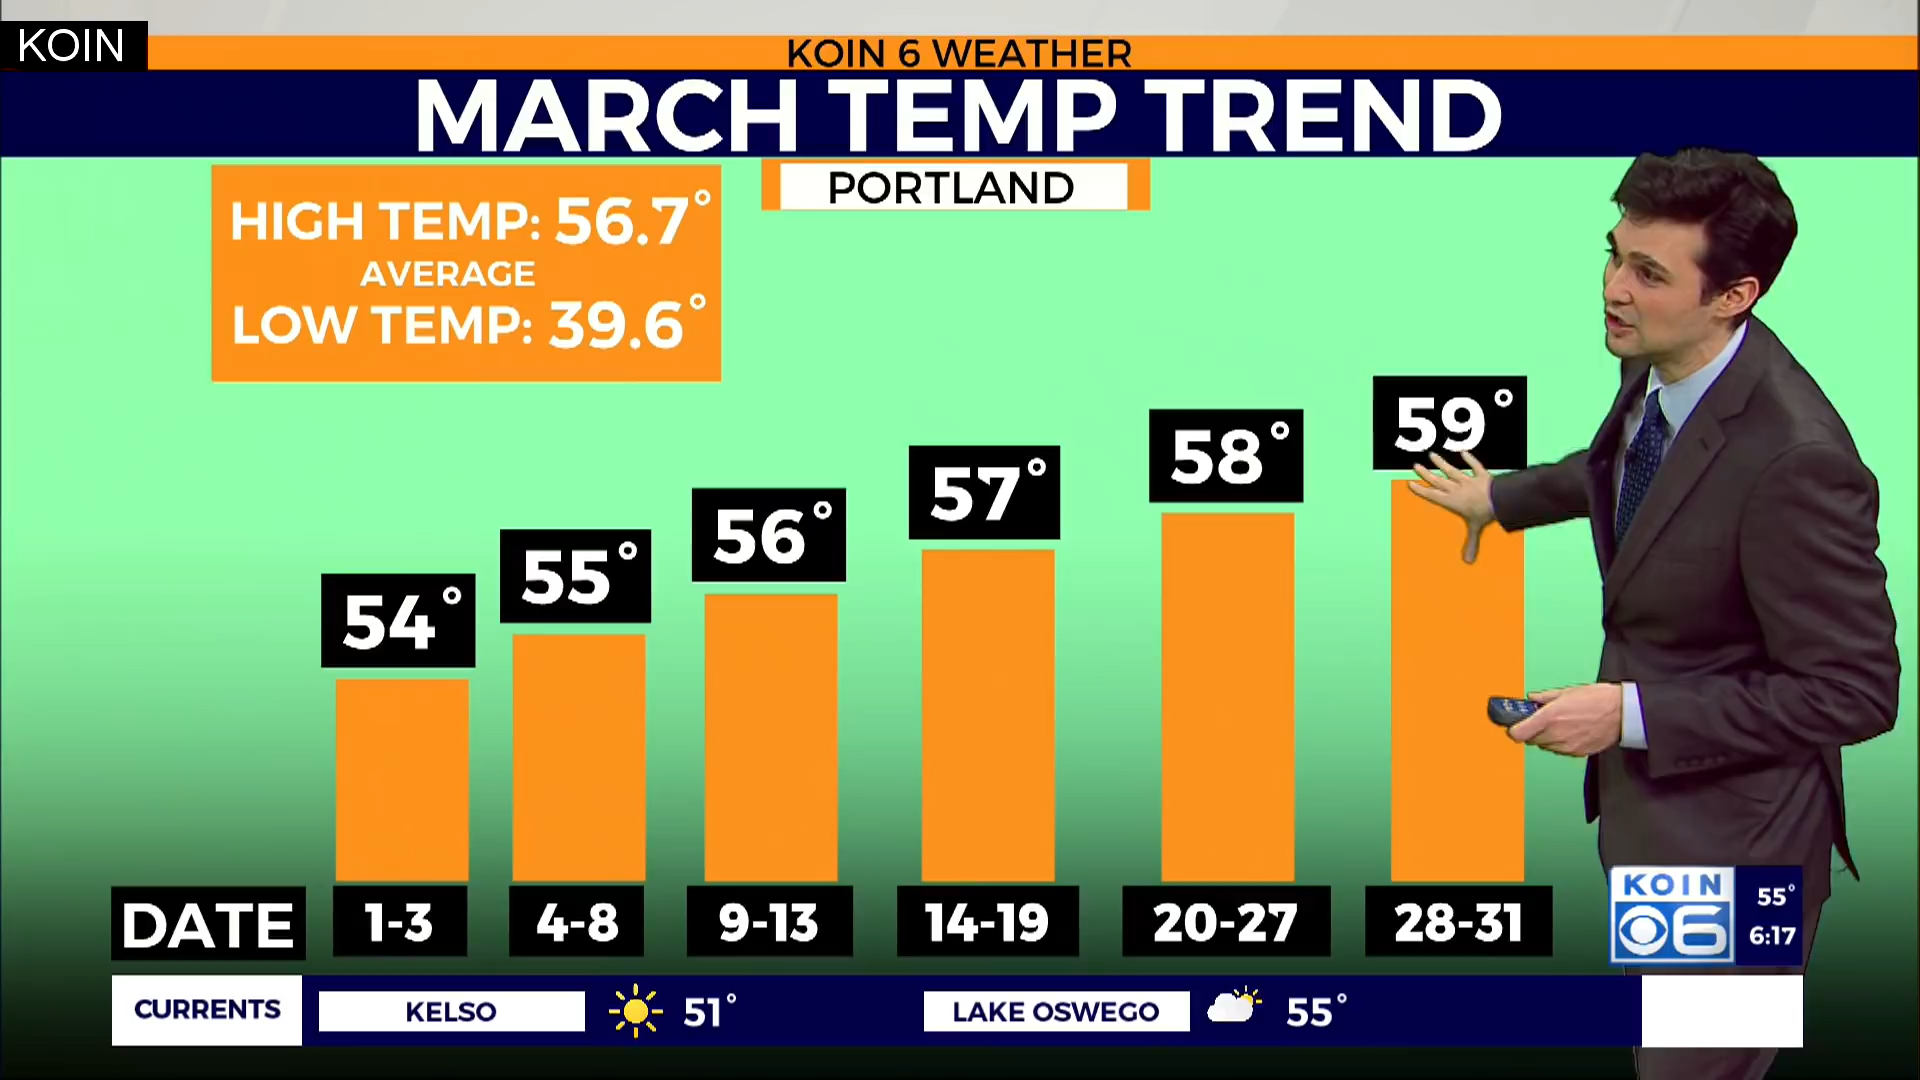 KOIN
KOIN 6 WEATHER
MARCH TEMP TREND
PORTLAND
HIGH TEMP: 56.7°
AVERAGE
LOW TEMP: 39.6°
54° 55° 56° 57° 58° 59°
DATE 1-3 4-8 9-13 14-19 20-27 28-31
KOIN 6
55°
6:17
CURRENTS KELSO 51° LAKE OSWEGO 55°